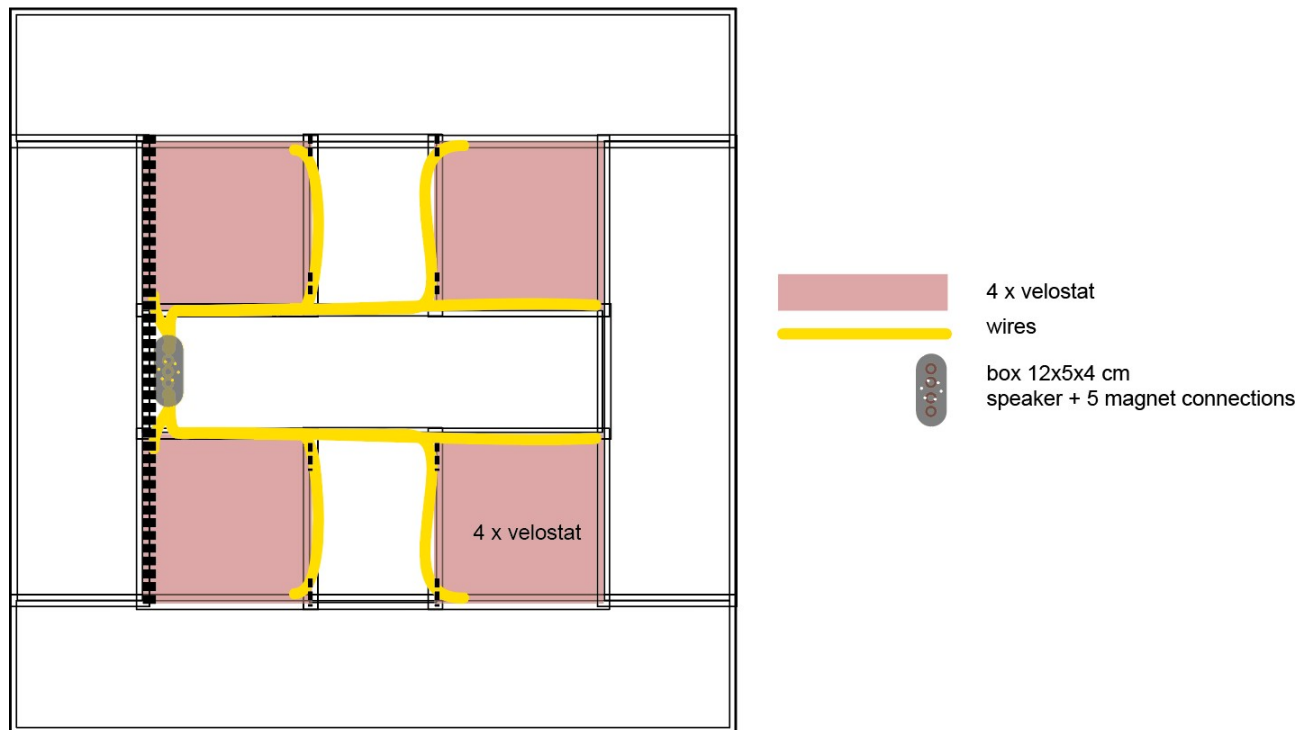 4 x velostat
wires
box 12x5x4 cm
speaker + 5 magnet connections
4 x velostat